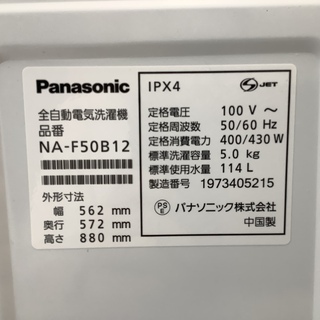 Panasonic
全自動電気洗濯機
品番
NA-F50B12
外形寸法
幅 562 mm
奥行 572 mm
高さ 880 mm
IPX4
S JET
定格電圧 100 V ～
定格周波数 50/60 Hz
定格消費電力 400/430 W
標準洗濯容量 5.0 kg
標準使用水量 114 L
製造番号 1973405215
PS E パナソニック株式会社
中国製